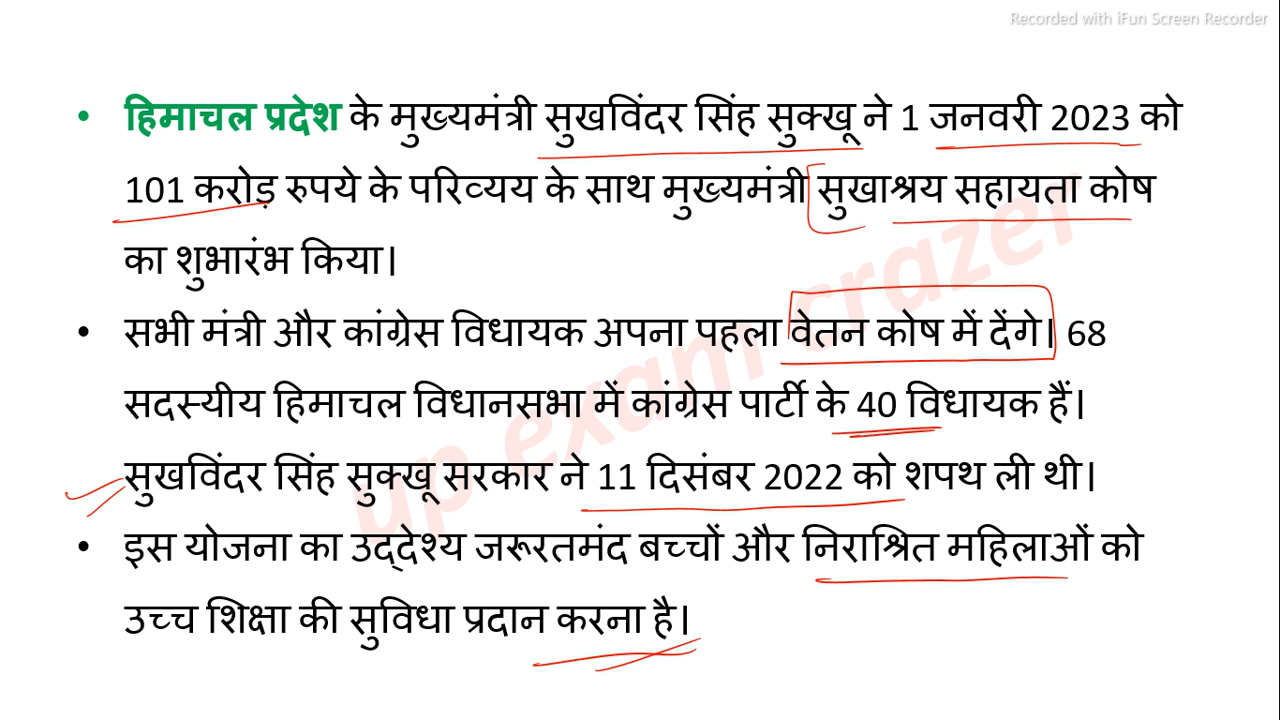 Recorded with iFun Screen Recorder
• हिमाचल प्रदेश के मुख्यमंत्री सुखविंदर सिंह सुक्खू ने 1 जनवरी 2023 को
101 करोड़ रुपये के परिव्यय के साथ मुख्यमंत्री सुखाश्रय सहायता कोष
का शुभारंभ किया।
• सभी मंत्री और कांग्रेस विधायक अपना पहला वेतन कोष में देंगे। 68
सदस्यीय हिमाचल विधानसभा में कांग्रेस पार्टी के 40 विधायक हैं।
सुखविंदर सिंह सुक्खू सरकार ने 11 दिसंबर 2022 को शपथ ली थी।
• इस योजना का उद्देश्य जरूरतमंद बच्चों और निराश्रित महिलाओं को
उच्च शिक्षा की सुविधा प्रदान करना है।
up exam crazer